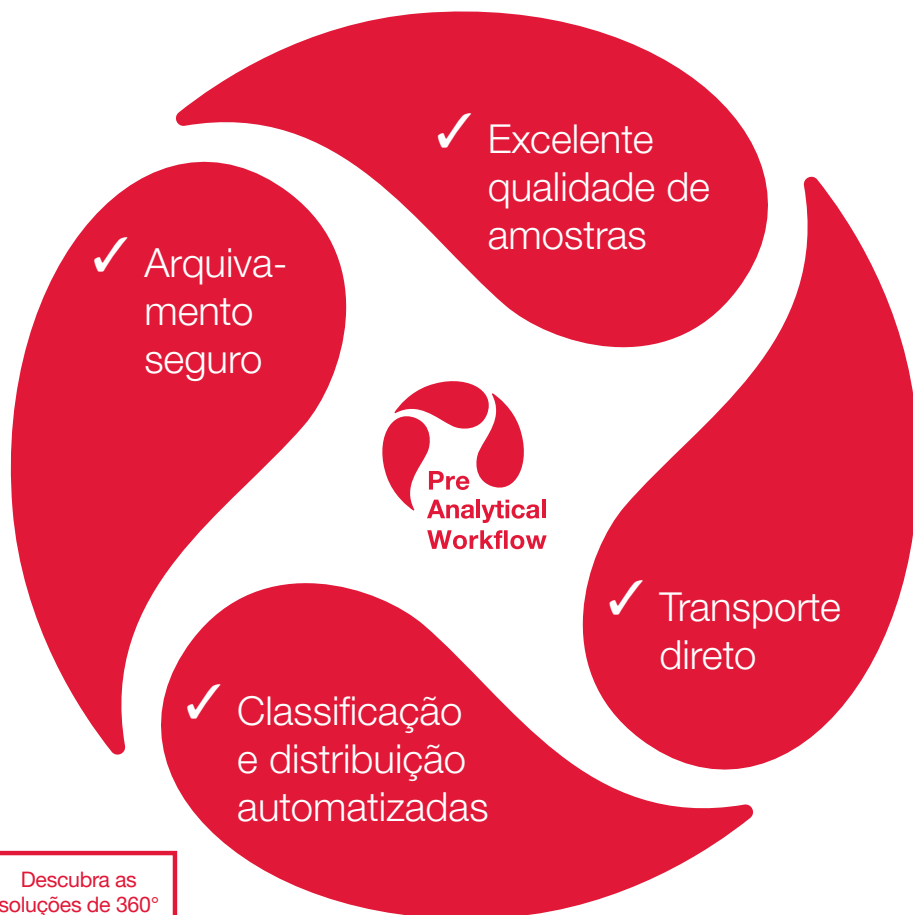 ✓ Excelente
qualidade de
amostras
✓ Transporte
direto
✓ Classificação
e distribuição
automatizadas
✓ Arquiva-
mento
seguro
Pre
Analytical
Workflow
Descubra as
soluções de 360°